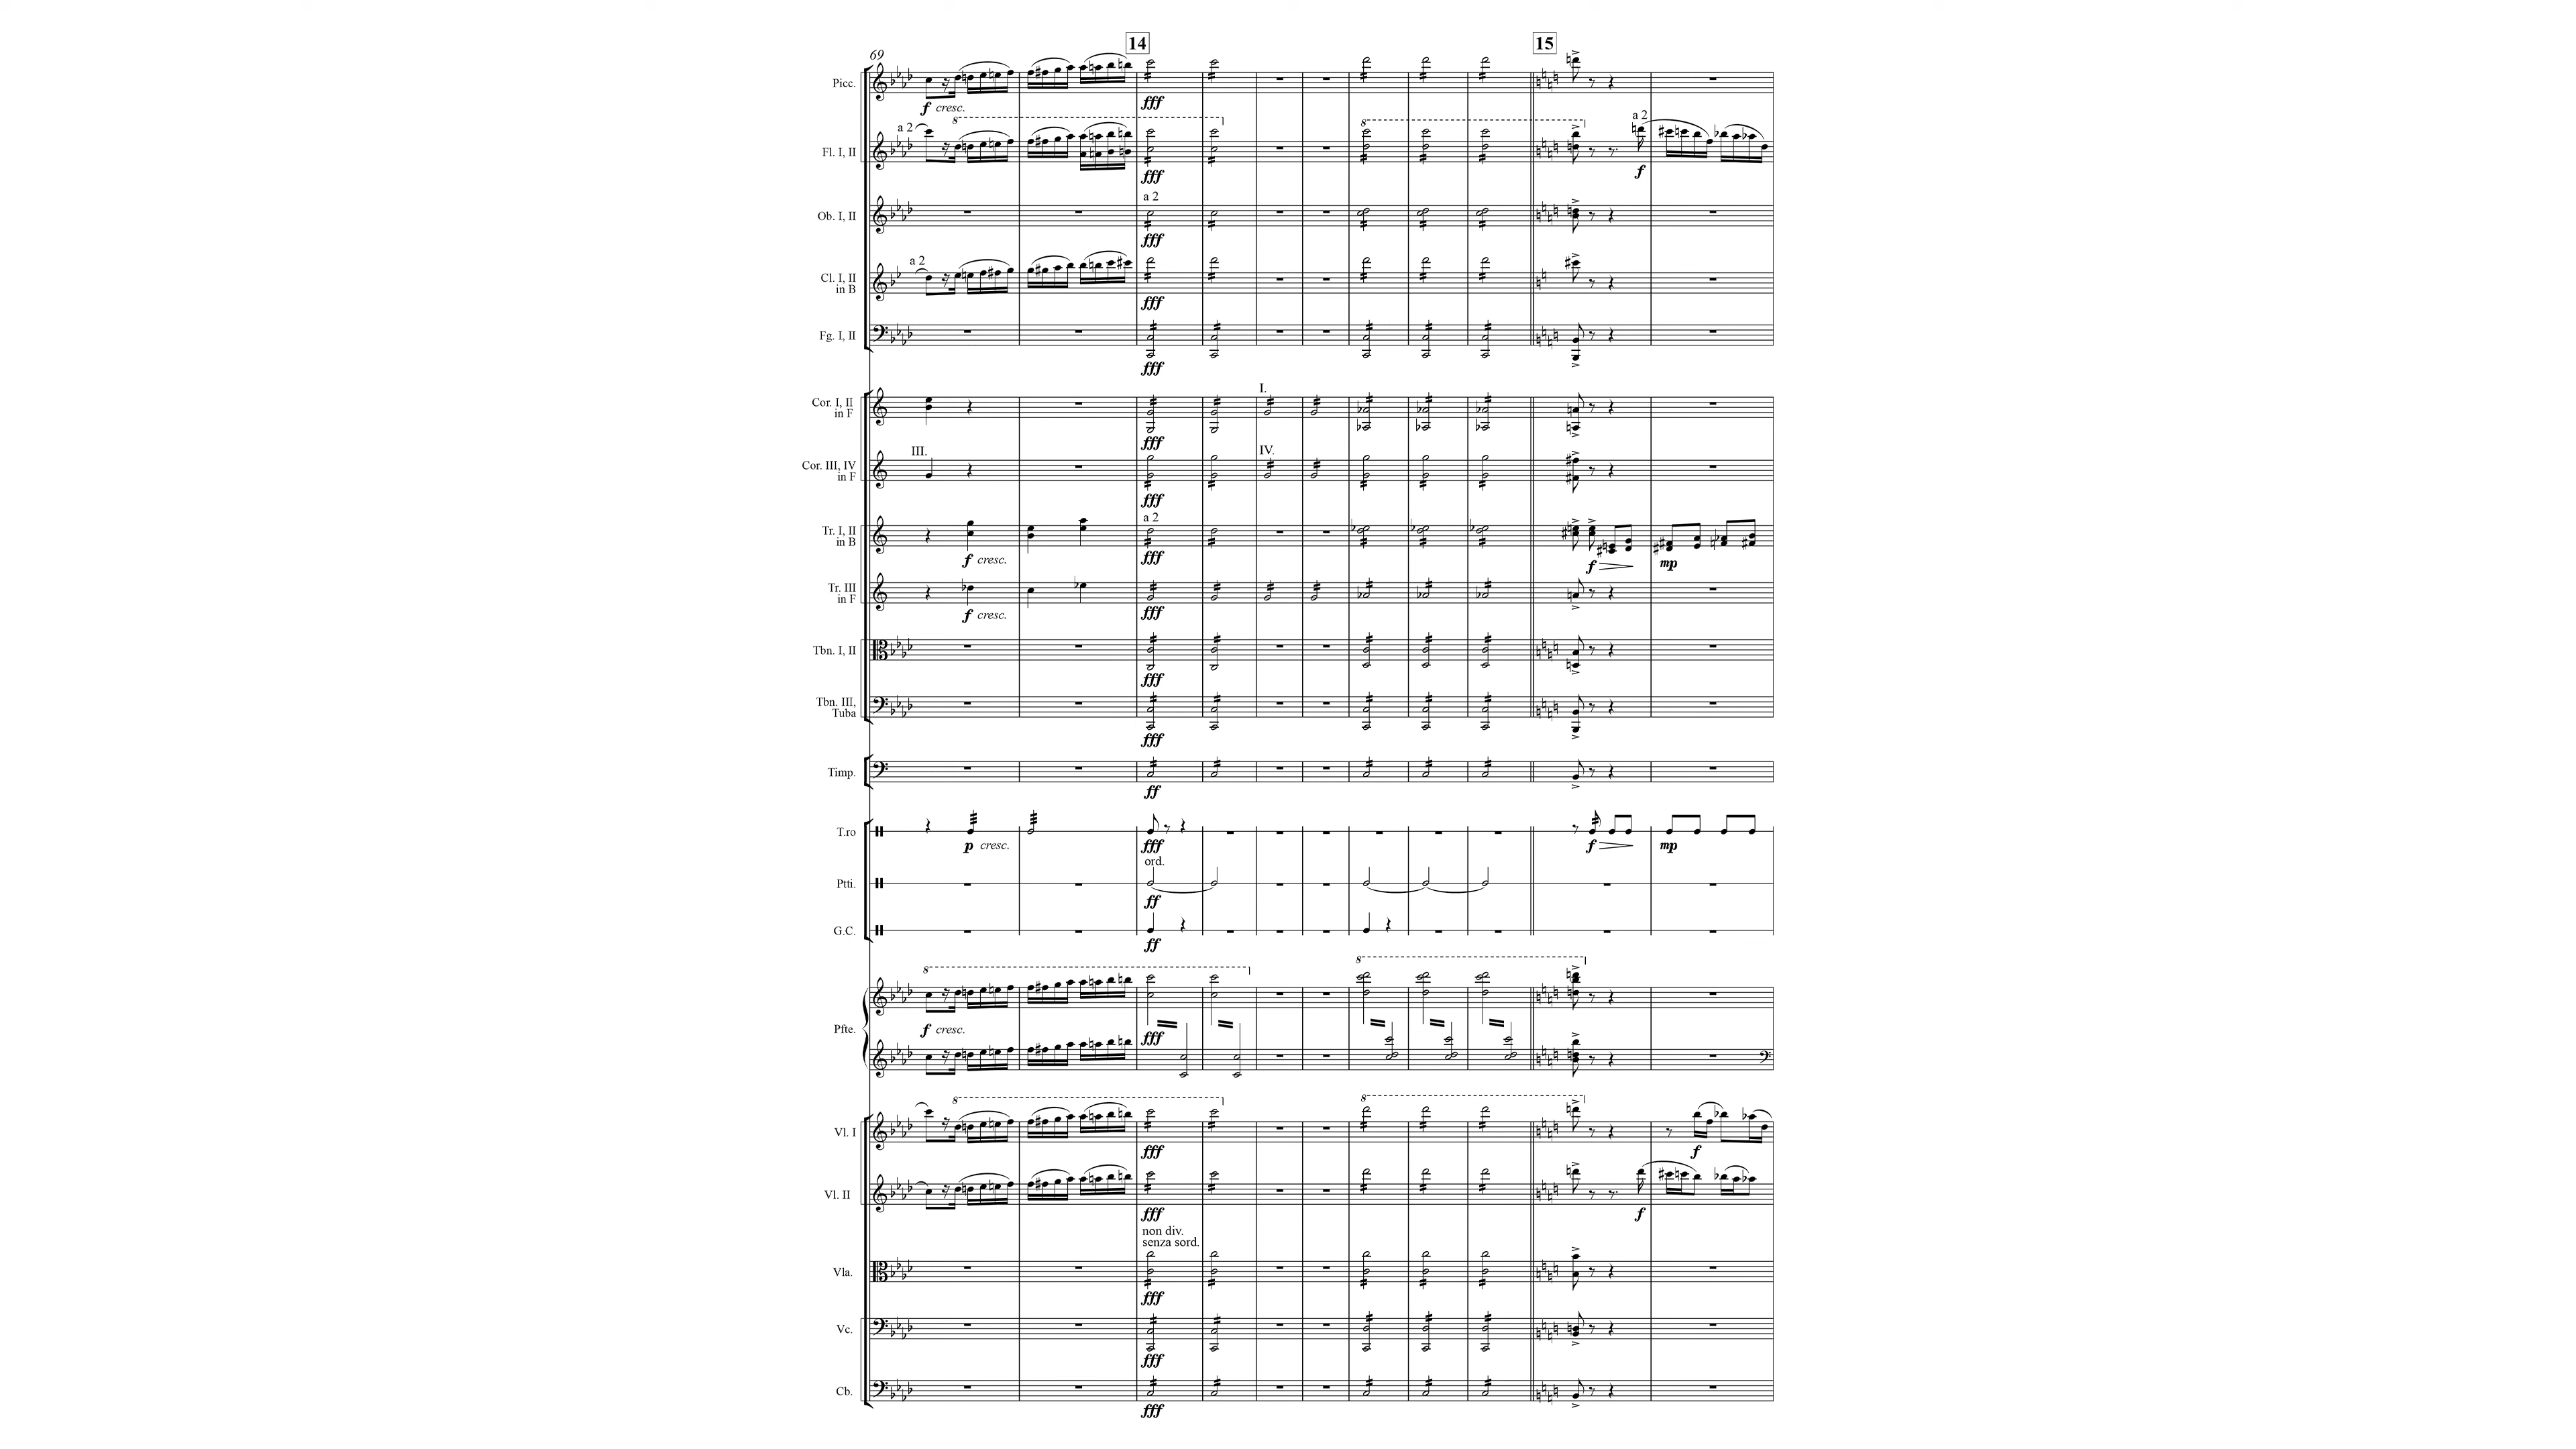 14
15
69
Picc.
f cresc.
fff
8
a 2
a 2
Fl. I, II
fff
f
a 2
Ob. I, II
fff
a 2
Cl. I, II
in B
fff
Fg. I, II
fff
I.
Cor. I, II
in F
fff
III.
IV.
Cor. III, IV
in F
fff
a 2
Tr. I, II
in B
f cresc.
fff
f
mp
Tr. III
in F
f cresc.
fff
Tbn. I, II
fff
Tbn. III,
Tuba
fff
Timp.
ff
T.ro
p cresc.
fff
f
mp
ord.
Ptti.
ff
G.C.
ff
8
8
Pfte.
f cresc.
fff
8
8
Vl. I
fff
f
Vl. II
fff
f
non div.
senza sord.
Vla.
fff
Vc.
fff
Cb.
fff